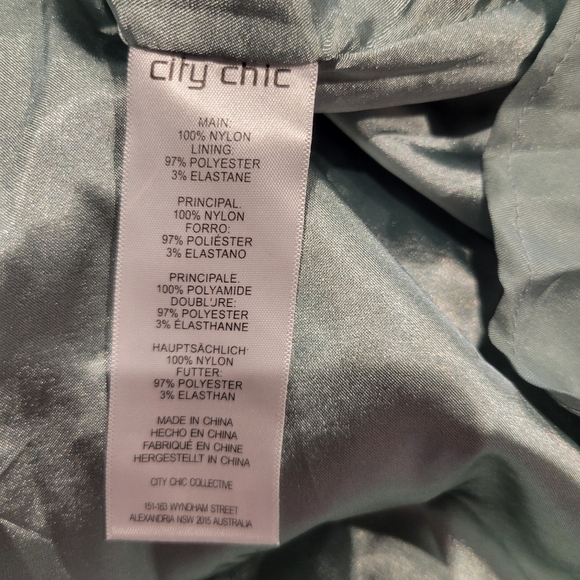 city chic
MAIN:
100% NYLON
LINING:
97% POLYESTER
3% ELASTANE
PRINCIPAL.
100% NYLON
FORRO:
97% POLIÉSTER
3% ELASTANO
PRINCIPALE.
100% POLYAMIDE
DOUBLURE:
97% POLYESTER
3% ÉLASTHANNE
HAUPTSÄCHLICH:
100% NYLON
FUTTER:
97% POLYESTER
3% ELASTHAN
MADE IN CHINA
HECHO EN CHINA
FABRIQUÉ EN CHINE
HERGESTELLT IN CHINA
CITY CHIC COLLECTIVE
151-163 WYNDHAM STREET
ALEXANDRIA NSW 2015 AUSTRALIA